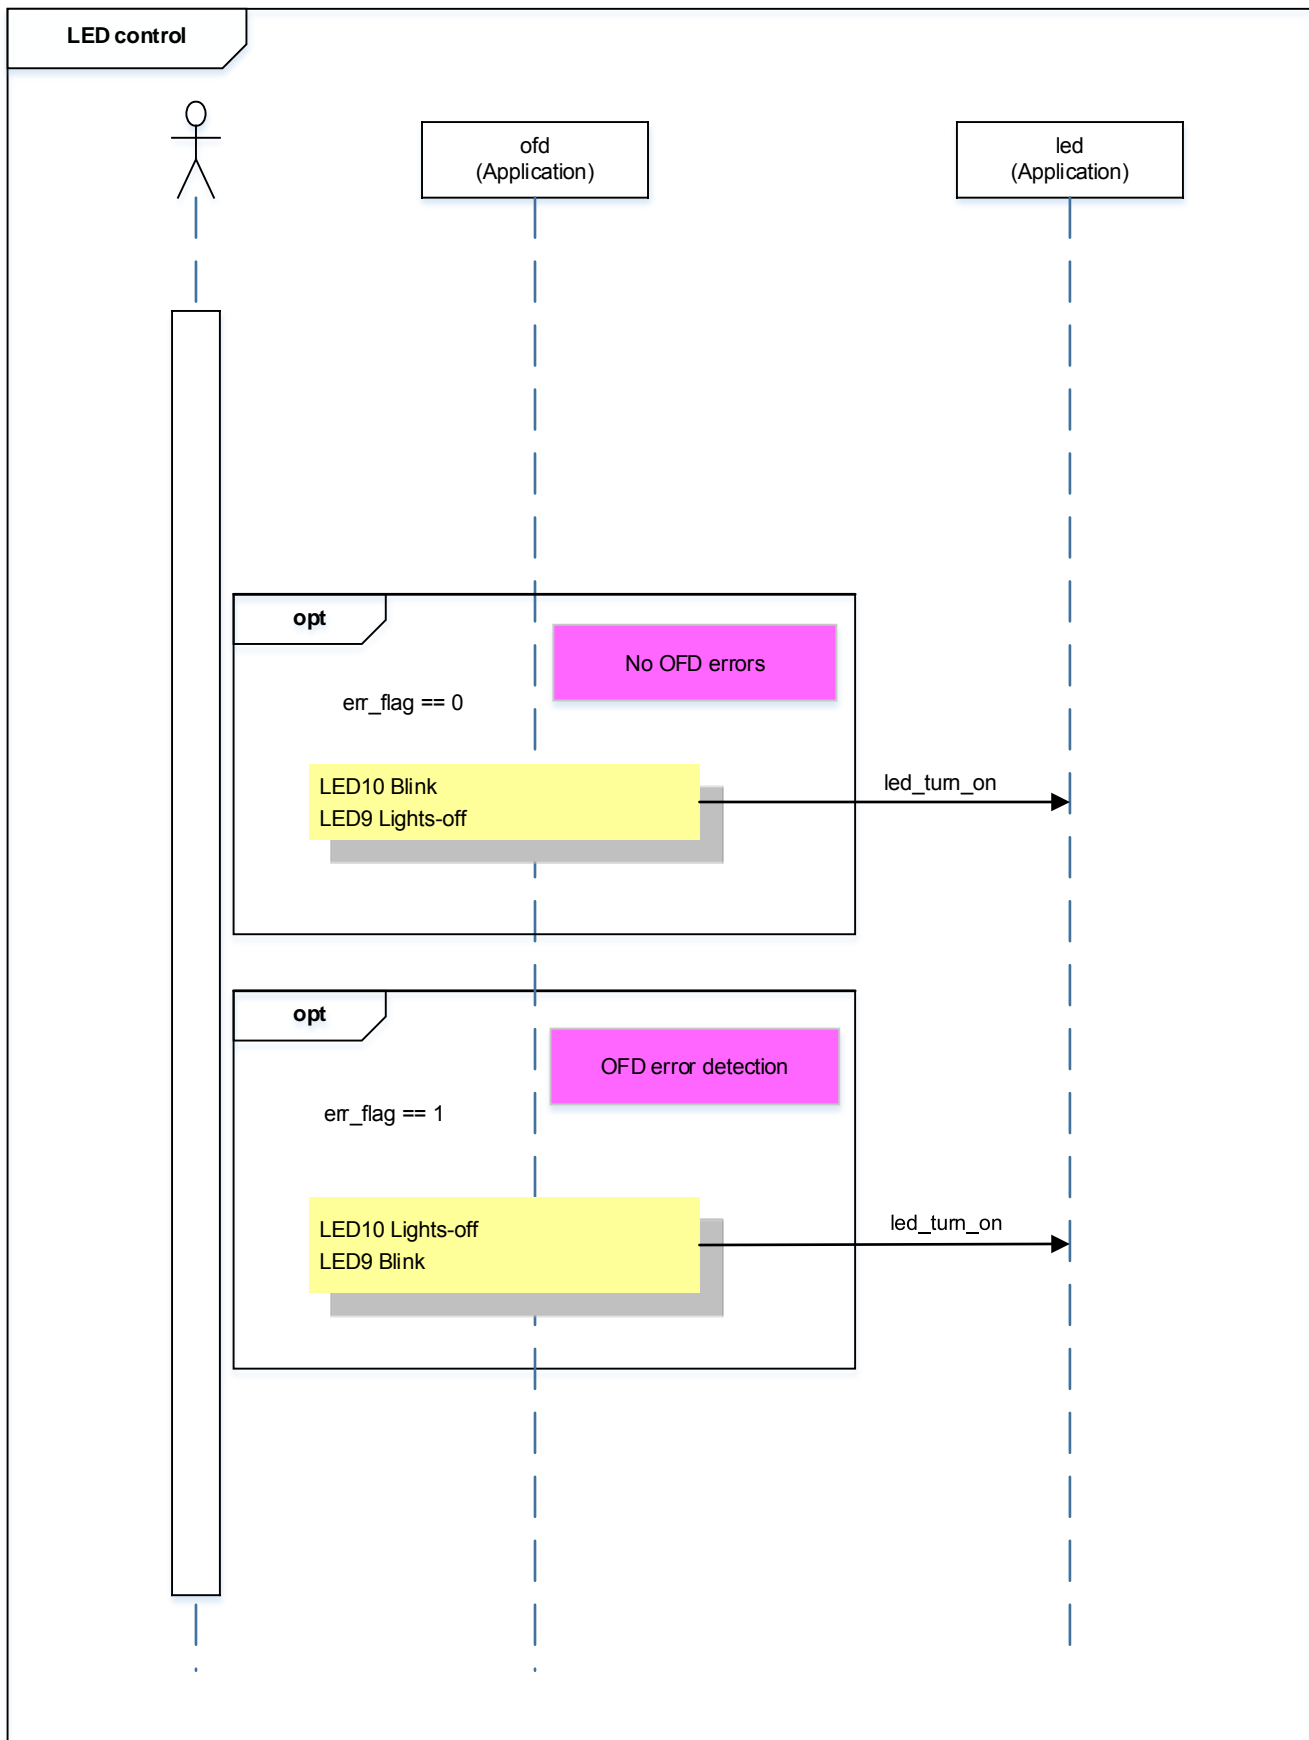 LED control
ofd
(Application)
led
(Application)
opt
No OFD errors
err_flag == 0
LED10 Blink
LED9 Lights-off
led_turn_on
opt
OFD error detection
err_flag == 1
LED10 Lights-off
LED9 Blink
led_turn_on